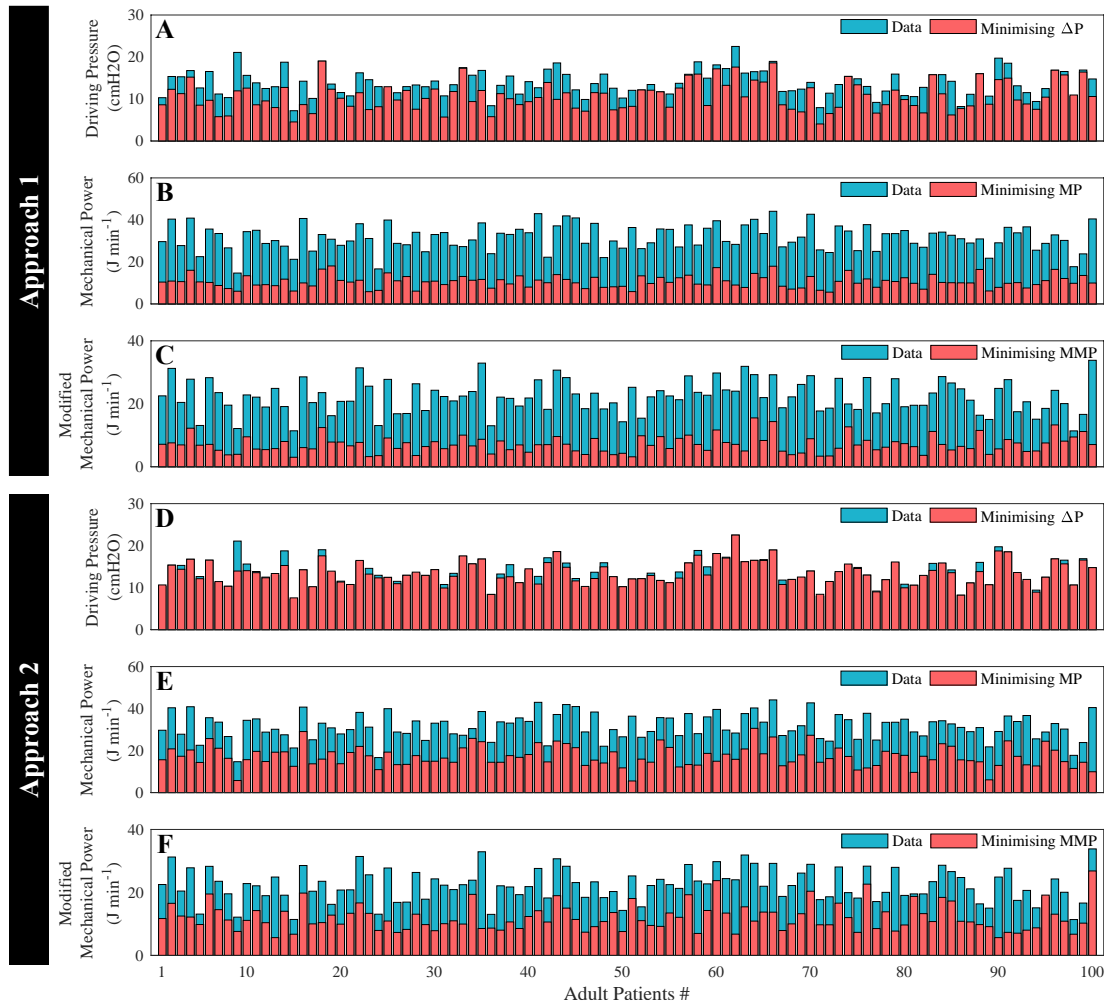 Approach 1
A
Driving Pressure
(cmH2O)
30
20
10
0
Data
Minimising ΔP
B
Mechanical Power
(J min⁻¹)
60
40
20
0
Data
Minimising MP
C
Modified
Mechanical Power
(J min⁻¹)
40
20
0
Data
Minimising MMP
Approach 2
D
Driving Pressure
(cmH2O)
30
20
10
0
Data
Minimising ΔP
E
Mechanical Power
(J min⁻¹)
60
40
20
0
Data
Minimising MP
F
Modified
Mechanical Power
(J min⁻¹)
40
20
0
Data
Minimising MMP
1 10 20 30 40 50 60 70 80 90 100
Adult Patients #